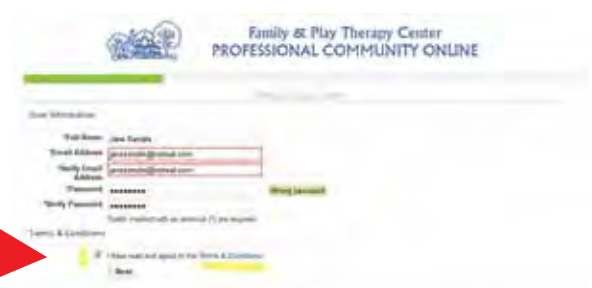 Family & Play Therapy Center
PROFESSIONAL COMMUNITY ONLINE
User Information
Full Name
Email Address
Verify Email
Address
Password
Strong password
Verify Password
Fields marked with an asterisk (*) are required
Terms & Conditions
I have read and agree to the Terms & Conditions
Next